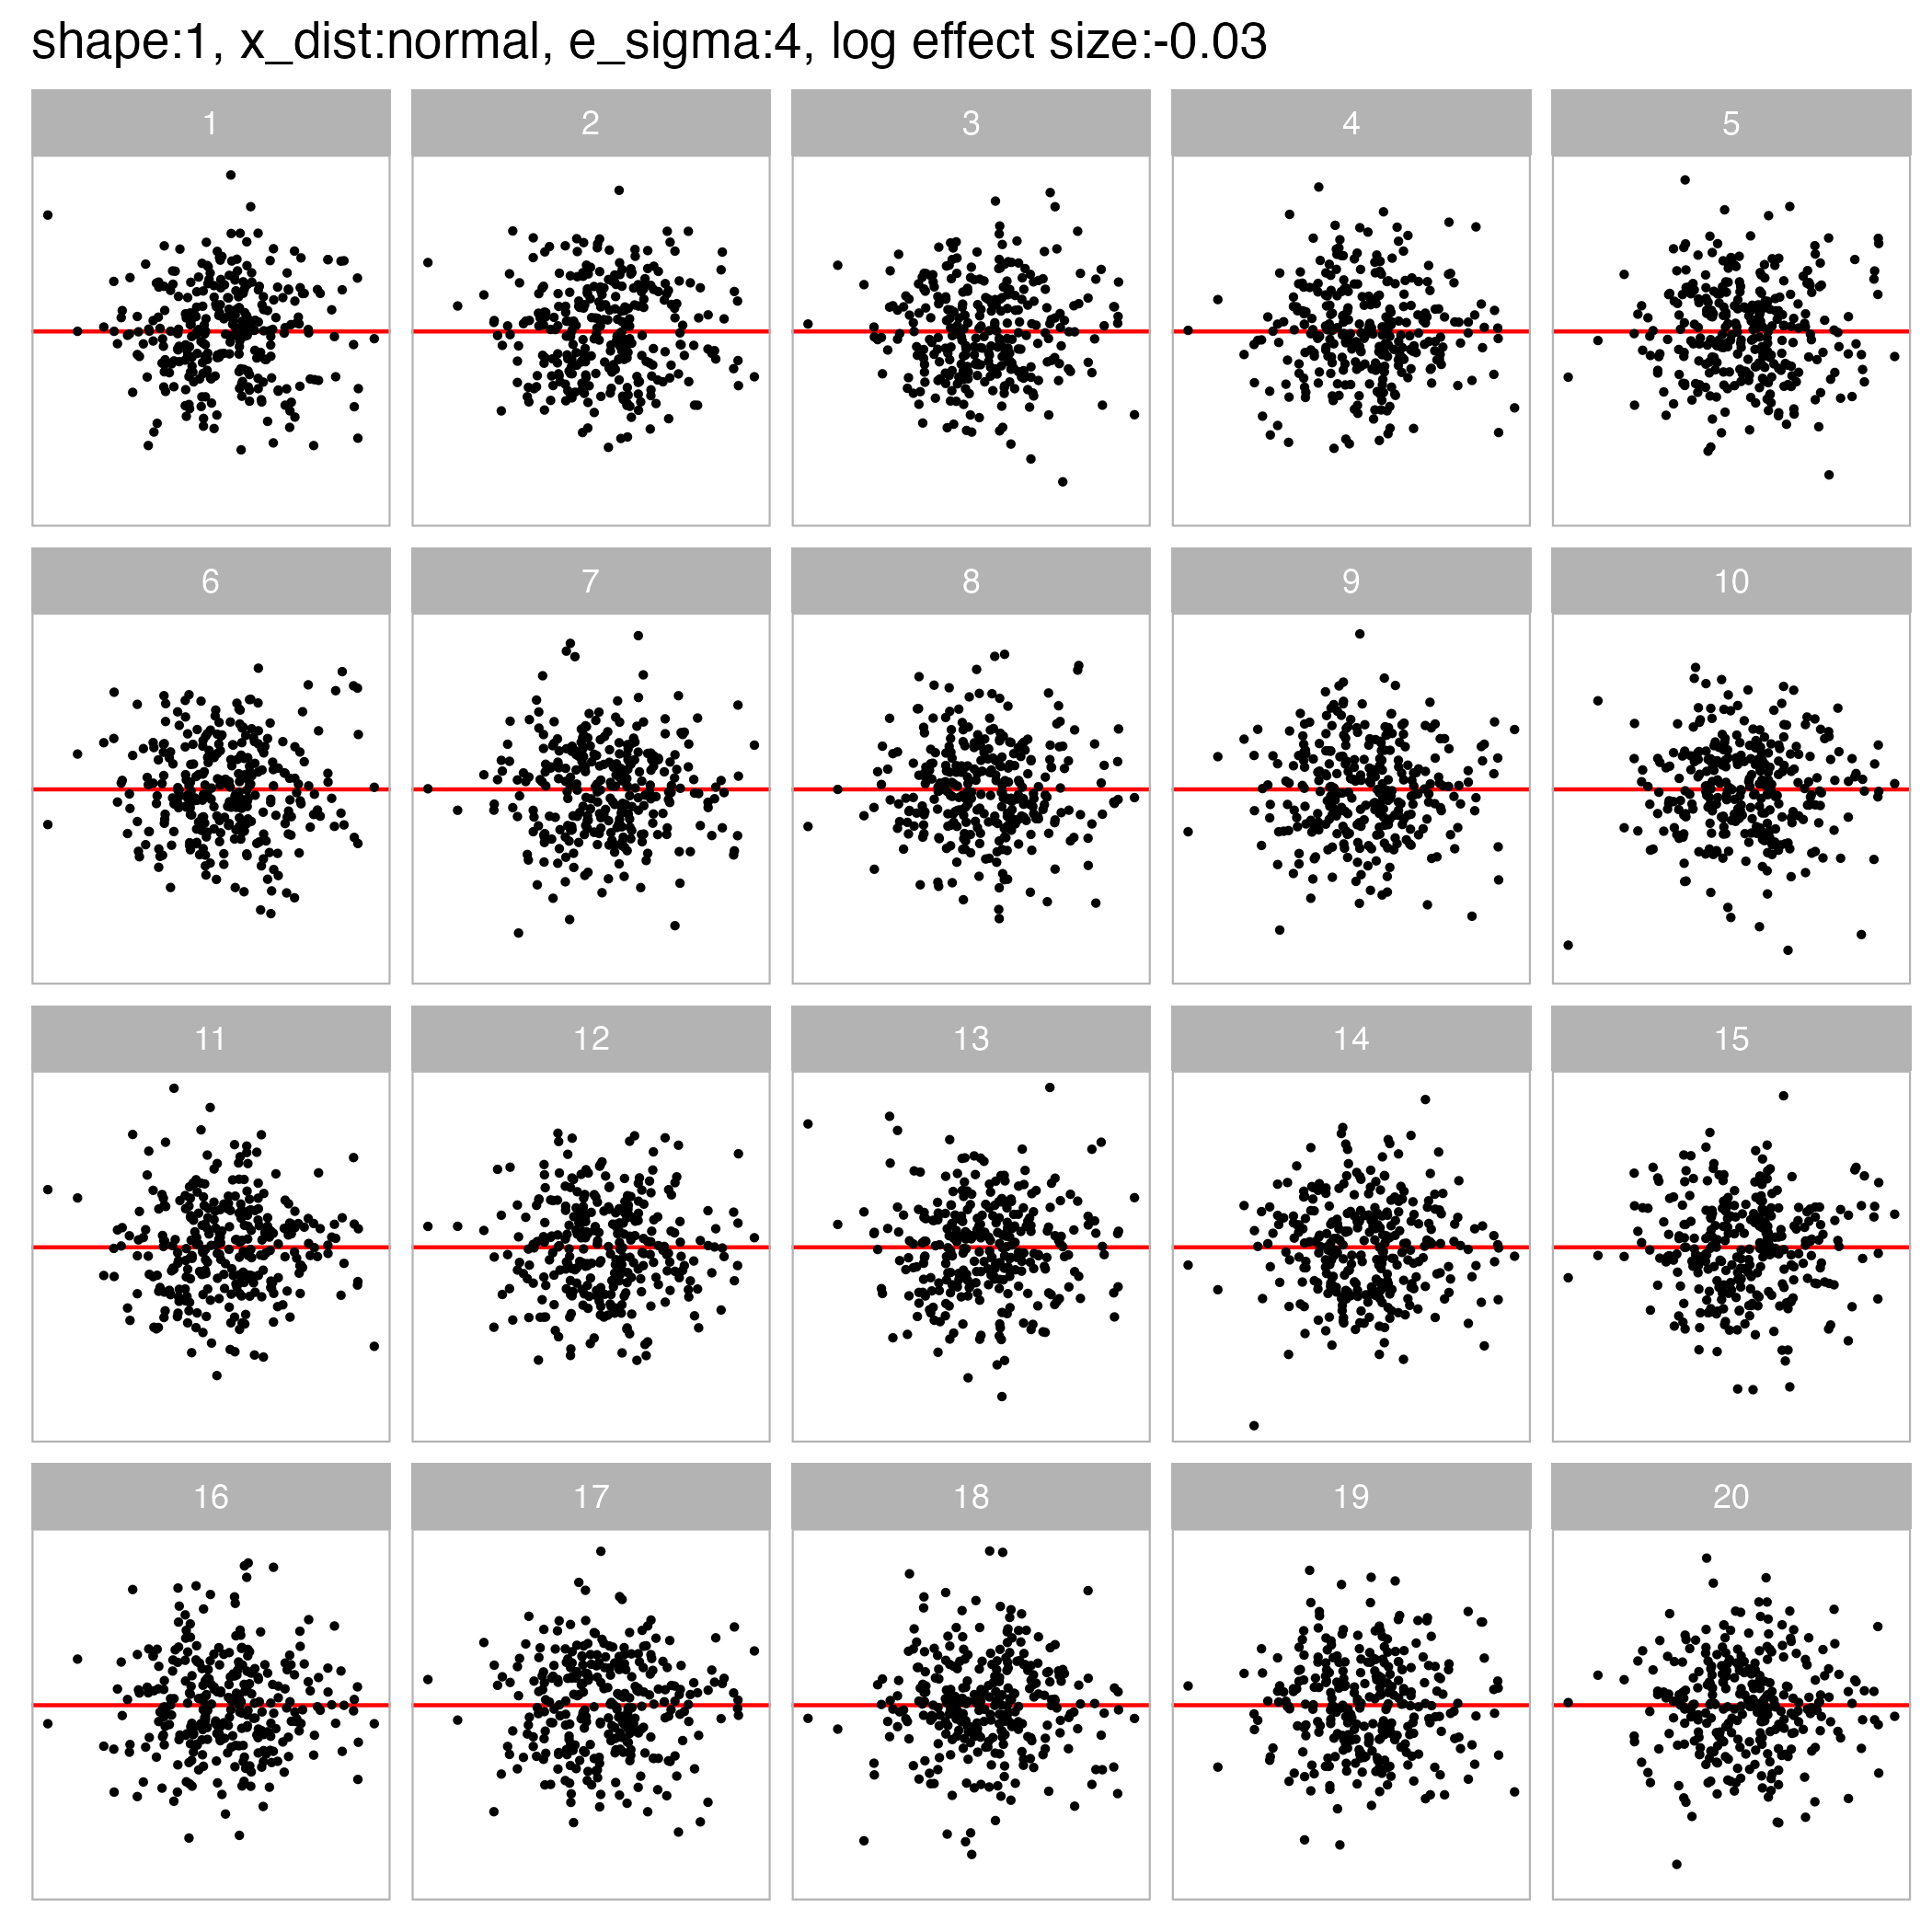 shape:1, x_dist:normal, e_sigma:4, log effect size:-0.03
1 2 3 4 5
6 7 8 9 10
11 12 13 14 15
16 17 18 19 20